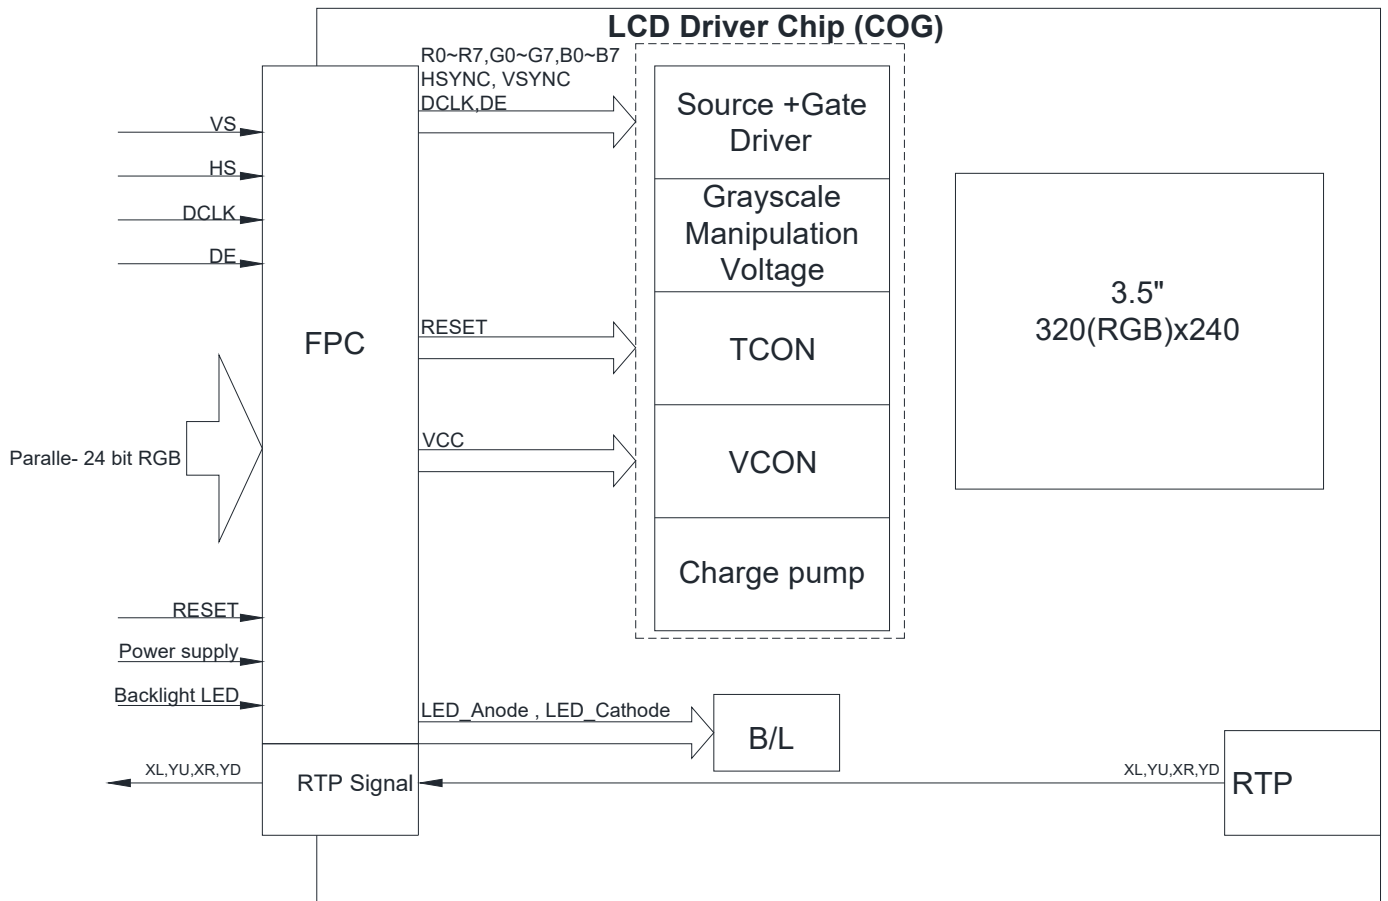 LCD Driver Chip (COG)
R0~R7,G0~G7,B0~B7
HSYNC, VSYNC
DCLK,DE
VS
HS
DCLK
DE
Paralle- 24 bit RGB
RESET
Power supply
Backlight LED
XL,YU,XR,YD
FPC
RTP Signal
RESET
VCC
LED_Anode , LED_Cathode
Source +Gate
Driver
Grayscale
Manipulation
Voltage
TCON
VCON
Charge pump
B/L
3.5"
320(RGB)x240
XL,YU,XR,YD
RTP